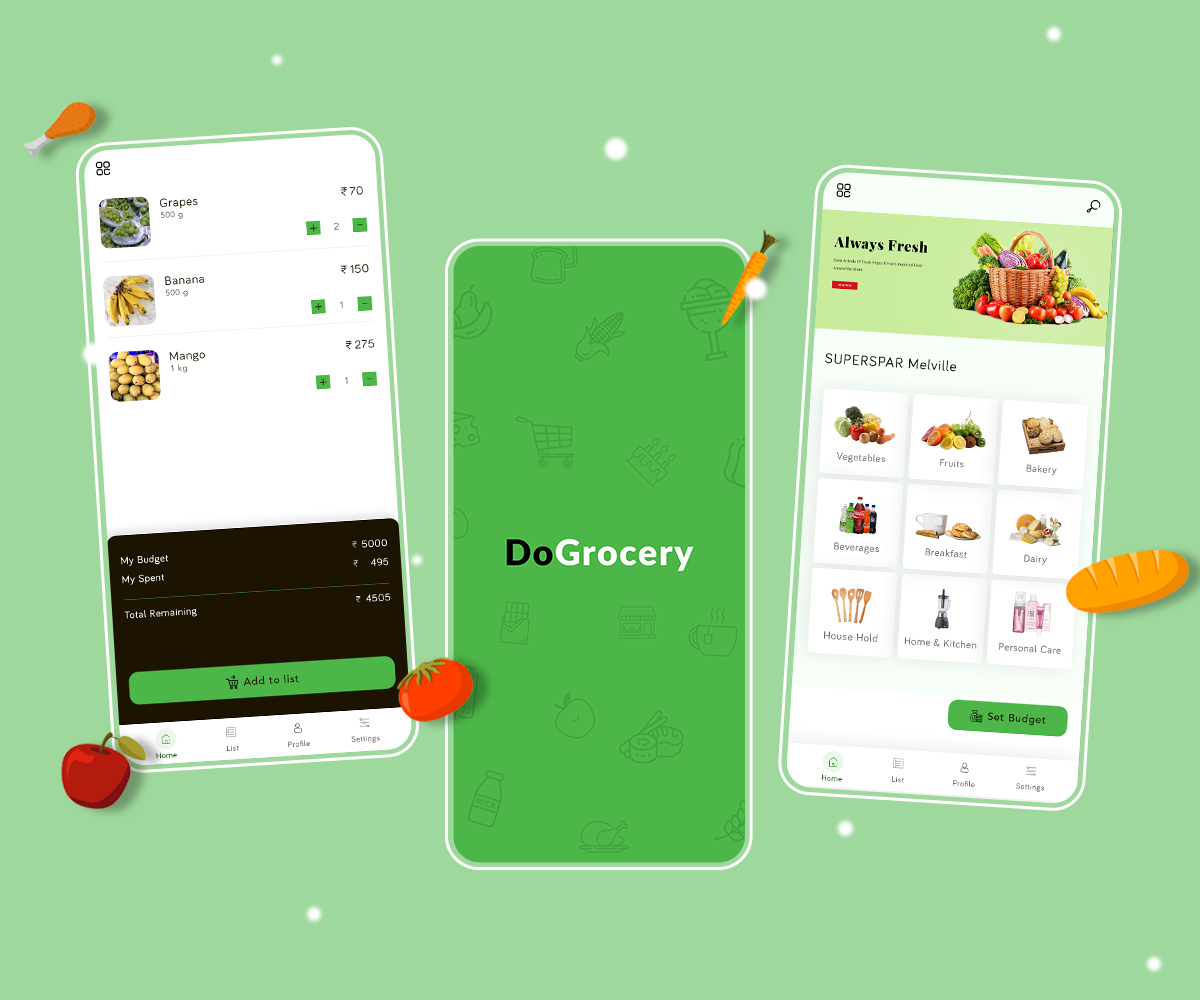 Grapes
₹ 70
500 g
+ 2 −
Banana
₹ 150
500 g
+ 1 −
Mango
₹ 275
1 kg
+ 1 −
My Budget ₹ 5000
My Spent ₹ 495
Total Remaining ₹ 4505
Add to list
Home List Profile Settings
DoGrocery
MILK
Always Fresh
SUPERSPAR Melville
Vegetables Fruits Bakery
Beverages Breakfast Dairy
House Hold Home & Kitchen Personal Care
Set Budget
Home List Profile Settings